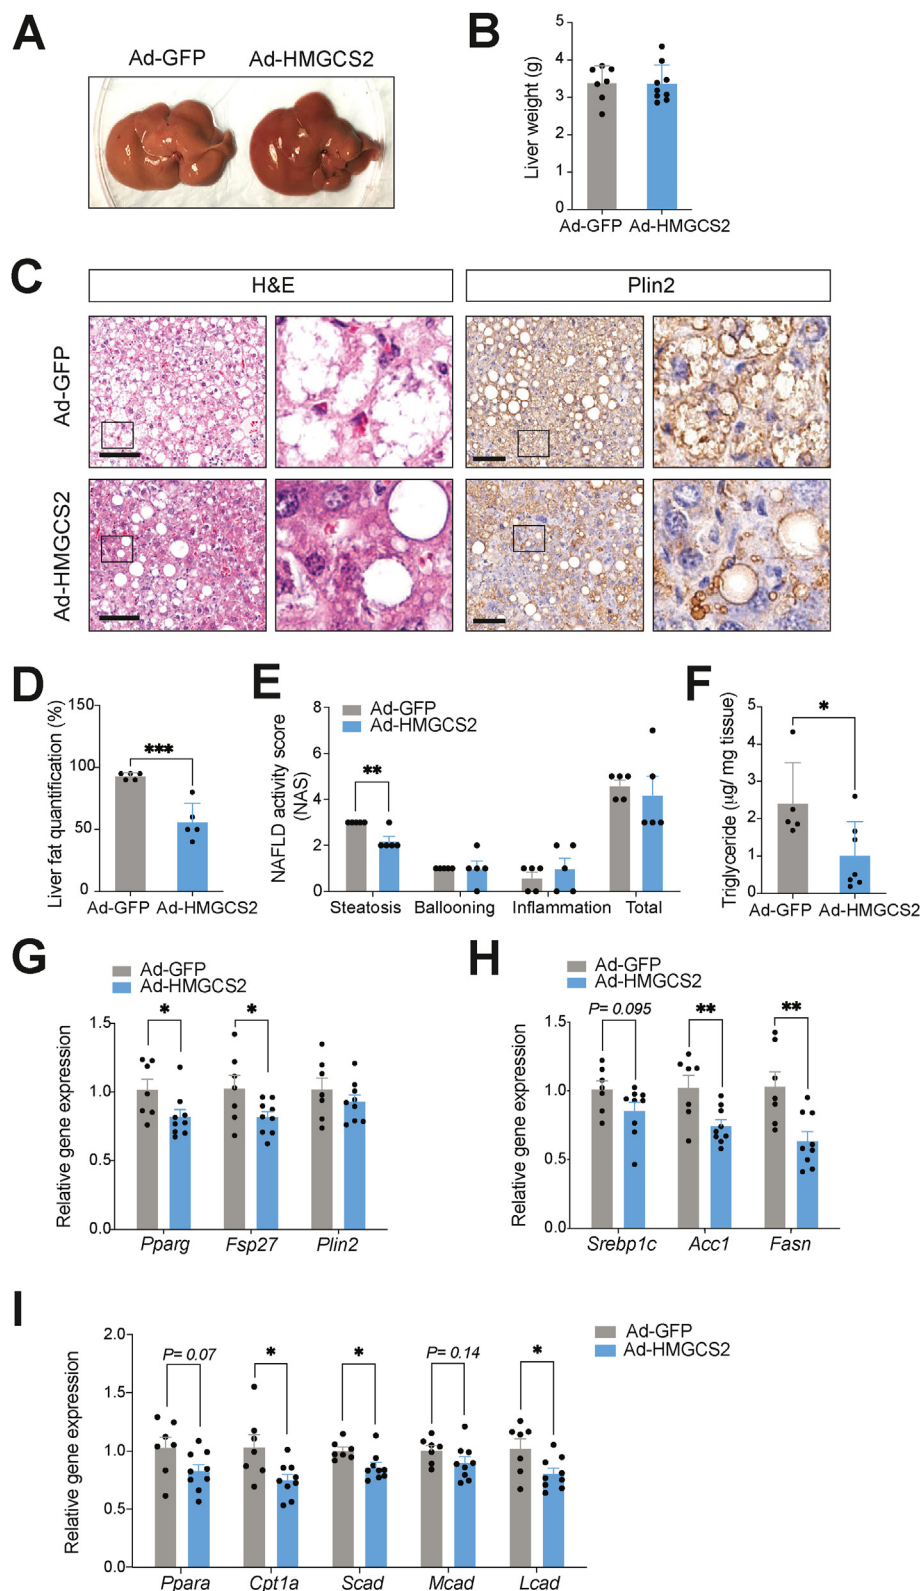 A
Ad-GFP Ad-HMGCS2
B
Liver weight (g)
5
4
3
2
1
0
Ad-GFP Ad-HMGCS2
C
H&E Plin2
Ad-GFP
Ad-HMGCS2
D
Liver fat quantification (%)
150
100
50
0
***
Ad-GFP Ad-HMGCS2
E
NAFLD activity score
(NAS)
8
6
4
2
0
Ad-GFP
Ad-HMGCS2
**
Steatosis Ballooning Inflammation Total
F
Triglyceride (µg/ mg tissue)
5
4
3
2
1
0
*
Ad-GFP Ad-HMGCS2
G
Ad-GFP
Ad-HMGCS2
Relative gene expression
1.5
1.0
0.5
0.0
* *
Pparg Fsp27 Plin2
H
Ad-GFP
Ad-HMGCS2
Relative gene expression
1.5
1.0
0.5
0.0
P= 0.095 ** **
Srebp1c Acc1 Fasn
I
Ad-GFP
Ad-HMGCS2
Relative gene expression
2.0
1.5
1.0
0.5
0.0
P= 0.07 * * P= 0.14 *
Ppara Cpt1a Scad Mcad Lcad